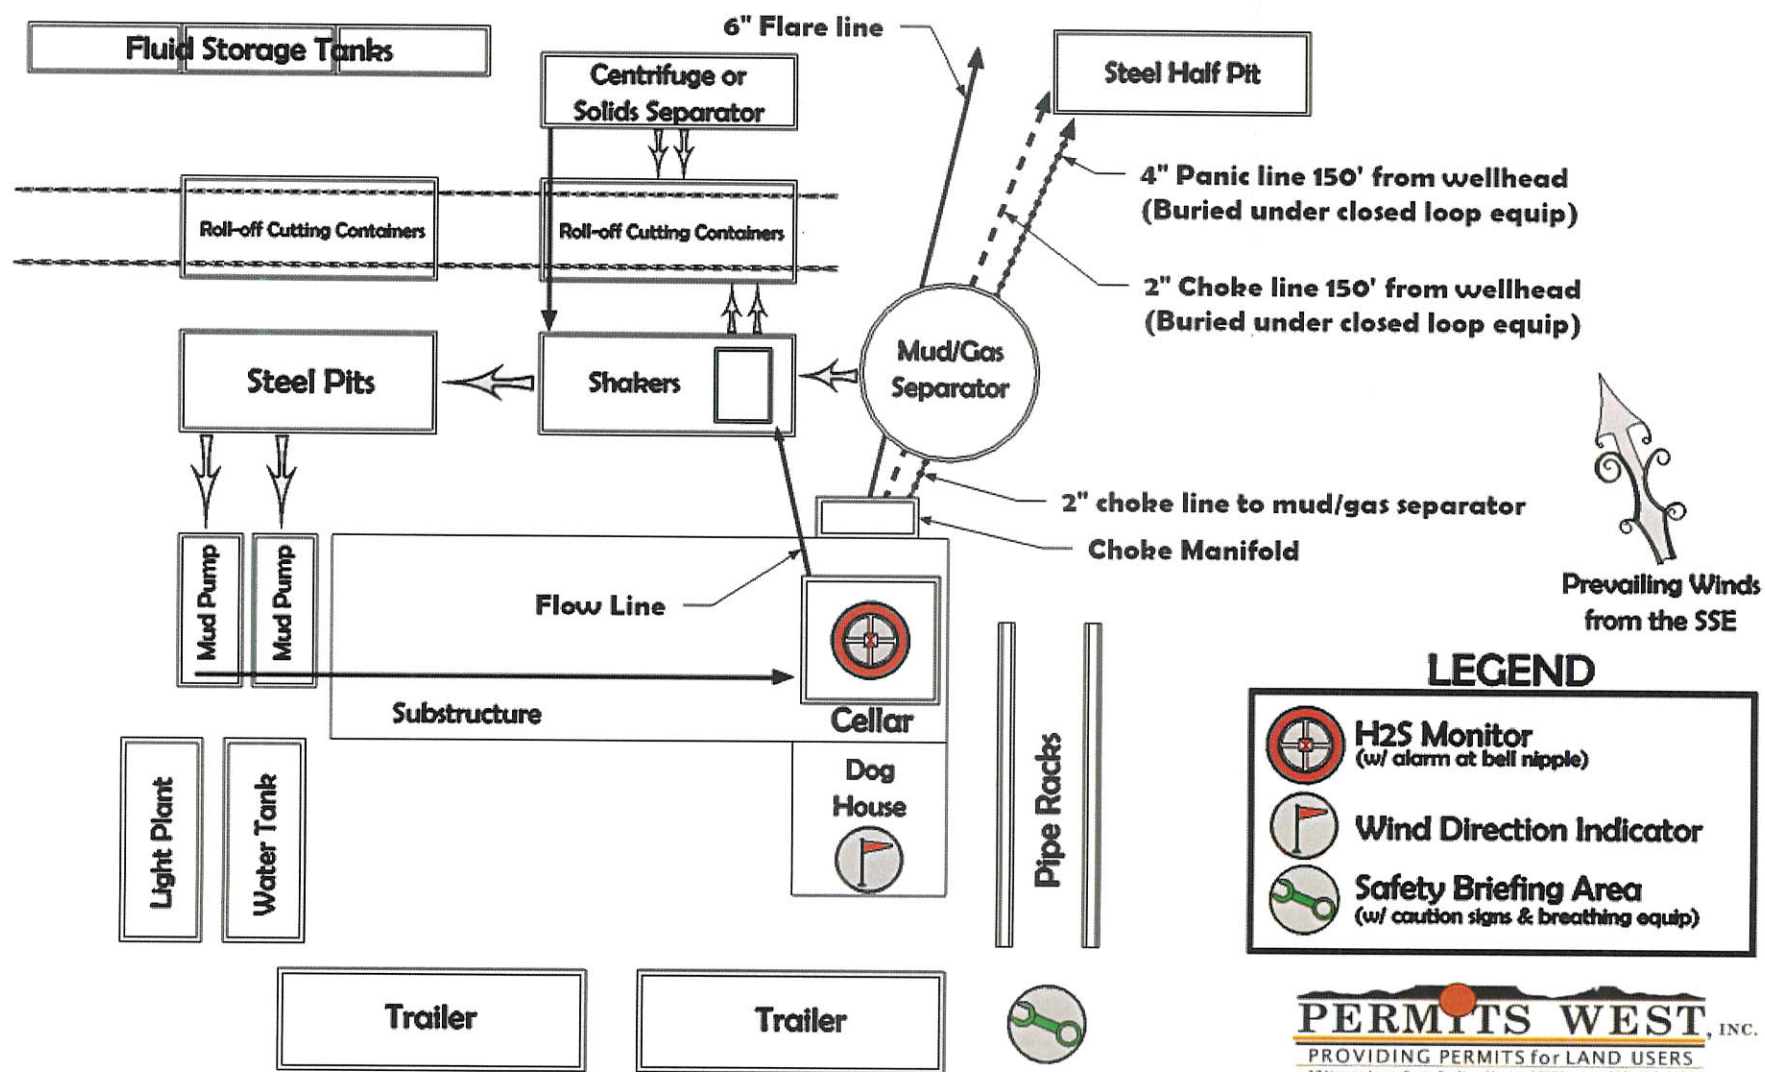 6" Flare line
Fluid Storage Tanks
Centrifuge or
Solids Separator
Steel Half Pit
4" Panic line 150' from wellhead
(Buried under closed loop equip)
Roll-off Cutting Containers
Roll-off Cutting Containers
2" Choke line 150' from wellhead
(Buried under closed loop equip)
Mud/Gas
Separator
Steel Pits
Shakers
2" choke line to mud/gas separator
Choke Manifold
Mud Pump
Mud Pump
Flow Line
Prevailing Winds
from the SSE
Substructure
Cellar
LEGEND
H2S Monitor
(w/ alarm at bell nipple)
Wind Direction Indicator
Safety Briefing Area
(w/ caution signs & breathing equip)
Light Plant
Water Tank
Dog
House
Pipe Racks
Trailer
Trailer
PERMITS WEST, INC.
PROVIDING PERMITS for LAND USERS